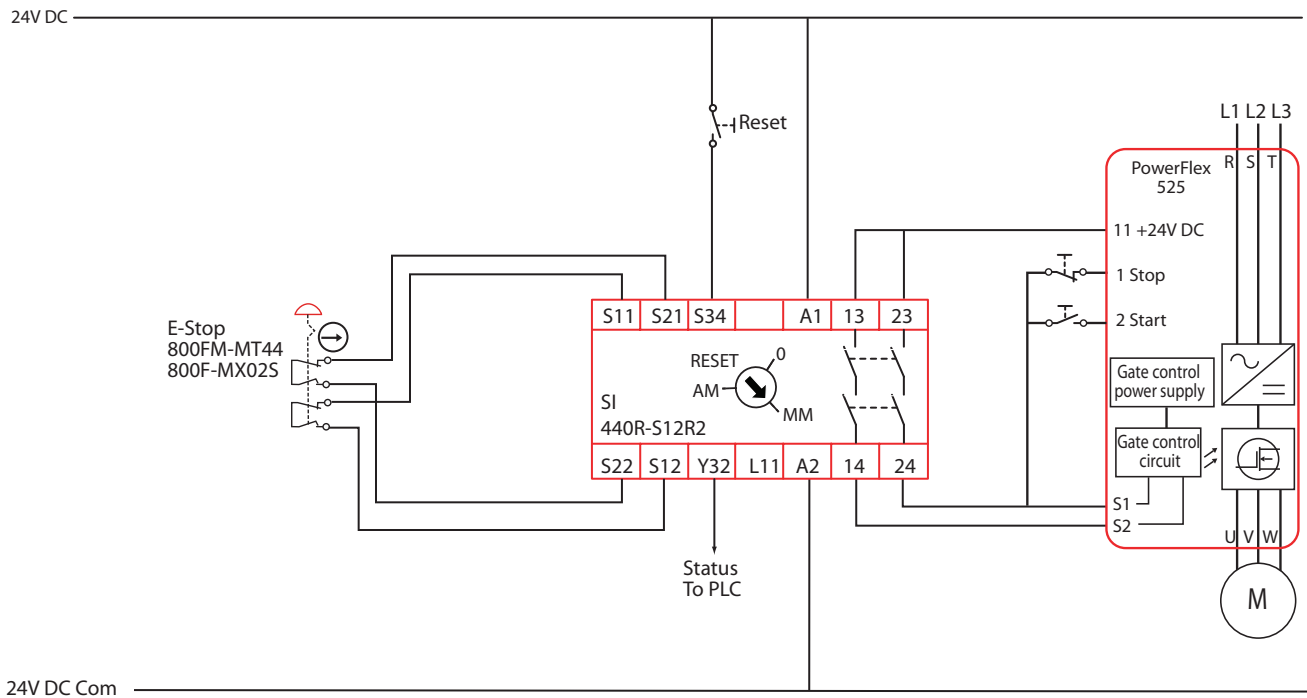 24V DC
Reset
L1 L2 L3
R S T
PowerFlex
525
11 +24V DC
1 Stop
2 Start
E-Stop
800FM-MT44
800F-MX02S
S11 S21 S34 A1 13 23
RESET 0
AM
MM
SI
440R-S12R2
S22 S12 Y32 L11 A2 14 24
Gate control
power supply
Gate control
circuit
S1
S2
U V W
Status
To PLC
M
24V DC Com